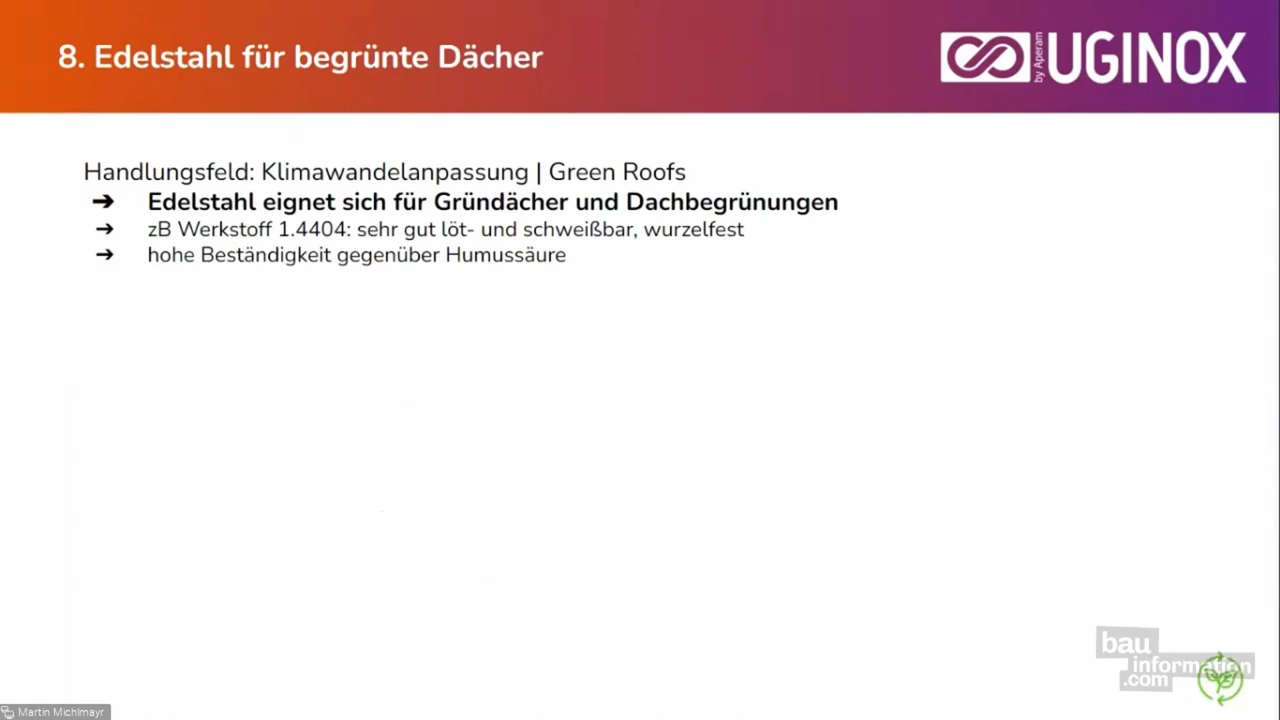 8. Edelstahl für begrünte Dächer
by Aperam
UGINOX
Handlungsfeld: Klimawandelanpassung | Green Roofs
➔ Edelstahl eignet sich für Gründächer und Dachbegrünungen
➔ zB Werkstoff 1.4404: sehr gut löt- und schweißbar, wurzelfest
➔ hohe Beständigkeit gegenüber Humussäure
bau
information
.com
Martin Michlmayr